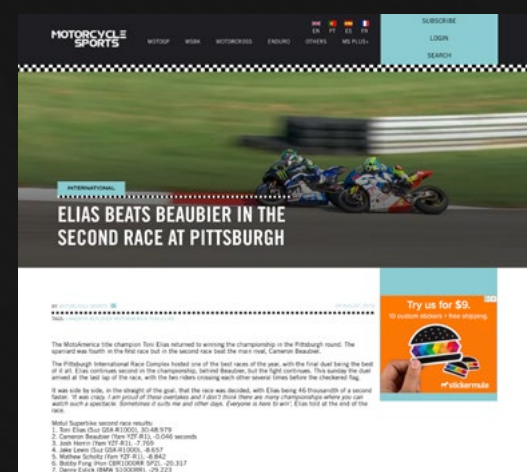 MOTORCYCLE
SPORTS
MOTOGP WSBK MOTORCROSS ENDURO OTHERS MS PLUS+
EN PT ES FR
SUBSCRIBE
LOGIN
SEARCH
INTERNATIONAL
ELIAS BEATS BEAUBIER IN THE
SECOND RACE AT PITTSBURGH
BY MOTORCYCLE SPORTS
TAGS:
Try us for $9.
10 custom stickers + free shipping.
stickermule
The MotoAmerica title champion Toni Elias returned to winning the championship in the Pittsburgh round. The
spaniard was fourth in the first race but in the second race beat the main rival, Cameron Beaubier.
The Pittsburgh International Race Complex hosted one of the best races of the year, with the final duel being the best
of it all. Elias continues second in the championship, behind Beaubier, but the fight continues. This sunday the duel
arrived at the last lap of the race, with the two riders crossing each other several times before the checkered flag.
It was side by side, in the straight of the goal, that the race was decided, with Elias being 46 thousandth of a second
faster. 'It was crazy. I am proud of those overtakes and I don't think there are many championships where you can
watch such a spectacle. Sometimes it suits me and other days. Everyone is here to win', Elias told at the end of the
race.
Motul Superbike second race results:
1. Toni Elias (Suz GSX-R1000), 30:48.979
2. Cameron Beaubier (Yam YZF-R1), -0.046 seconds
3. Josh Herrin (Yam YZF-R1), -7.769
4. Jake Lewis (Suz GSX-R1000), -8.657
5. Mathew Scholtz (Yam YZF-R1), -8.842
6. Bobby Fong (Hon CBR1000RR SP2), -20.317
7. Danny Eslick (BMW S1000RR), -29.223